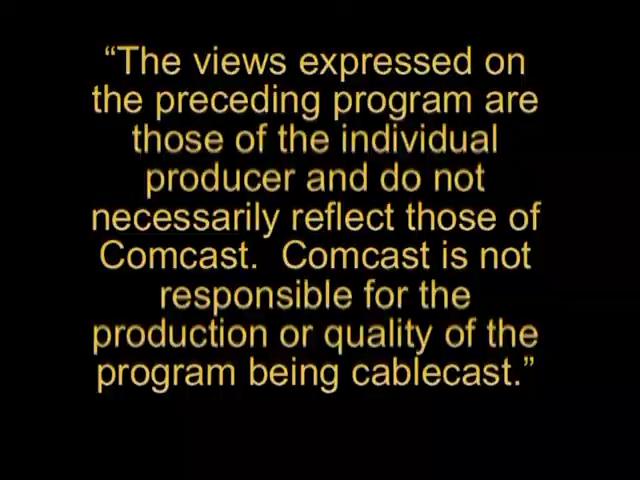 “The views expressed on
the preceding program are
those of the individual
producer and do not
necessarily reflect those of
Comcast.  Comcast is not
responsible for the
production or quality of the
program being cablecast.”